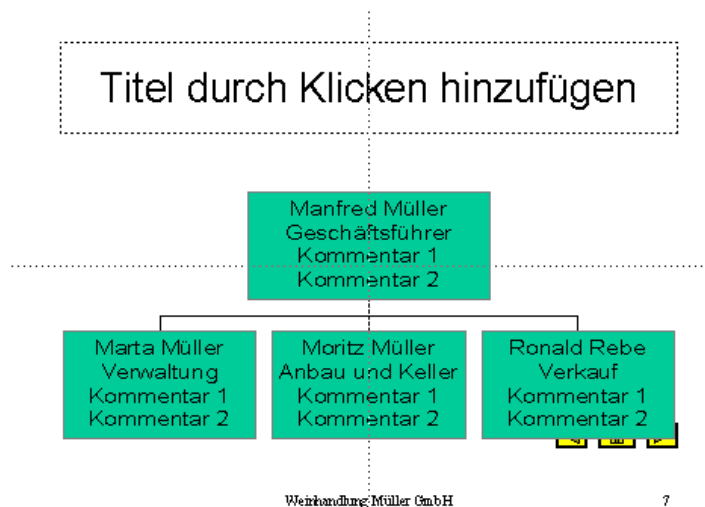 Titel durch Klicken hinzufügen
Manfred Müller
Geschäftsführer
Kommentar 1
Kommentar 2
Marta Müller
Verwaltung
Kommentar 1
Kommentar 2
Moritz Müller
Anbau und Keller
Kommentar 1
Kommentar 2
Ronald Rebe
Verkauf
Kommentar 1
Kommentar 2
Weinhandlung Müller GmbH
7